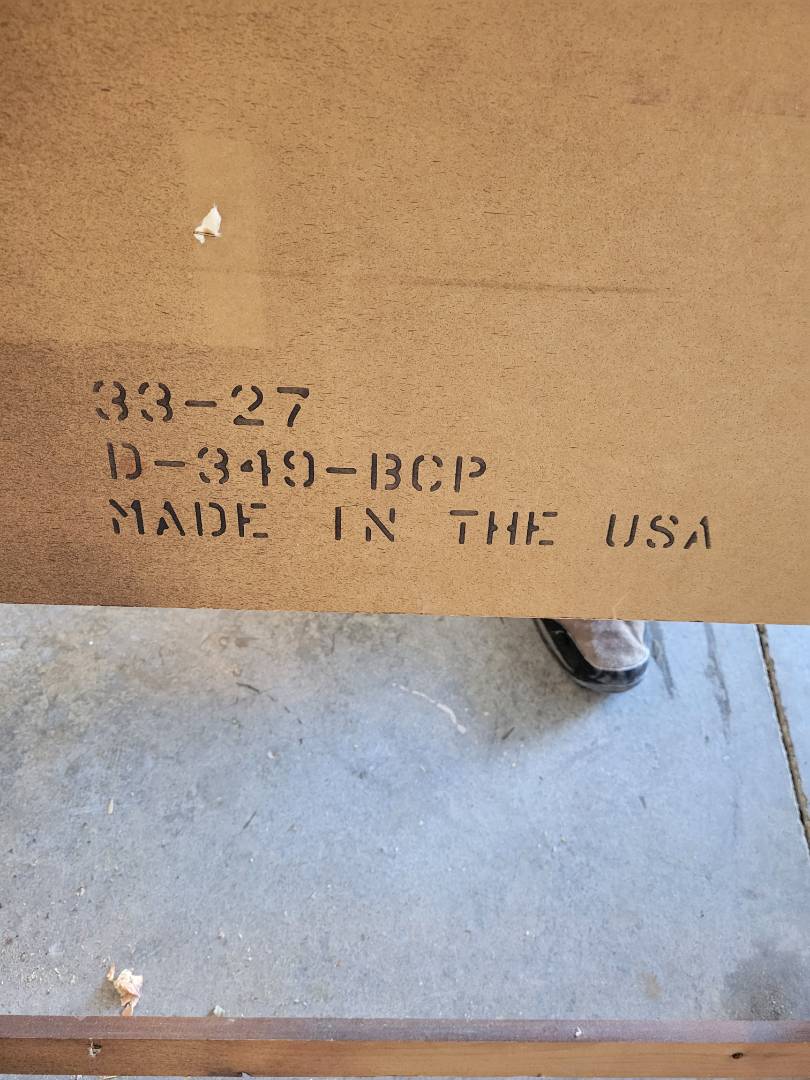 33-27
D-349-BCP
MADE IN THE USA